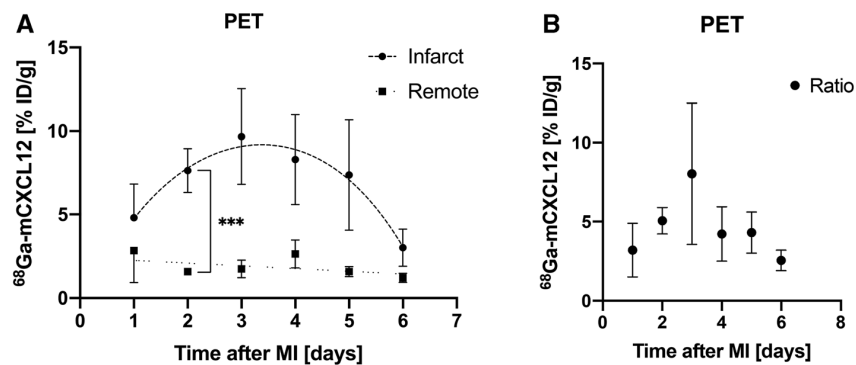 A
PET
⁶⁸Ga-mCXCL12 [% ID/g]
15
10
5
0
0 1 2 3 4 5 6 7
Time after MI [days]
Infarct
Remote
***
B
PET
⁶⁸Ga-mCXCL12 [% ID/g]
15
10
5
0
0 2 4 6 8
Time after MI [days]
Ratio